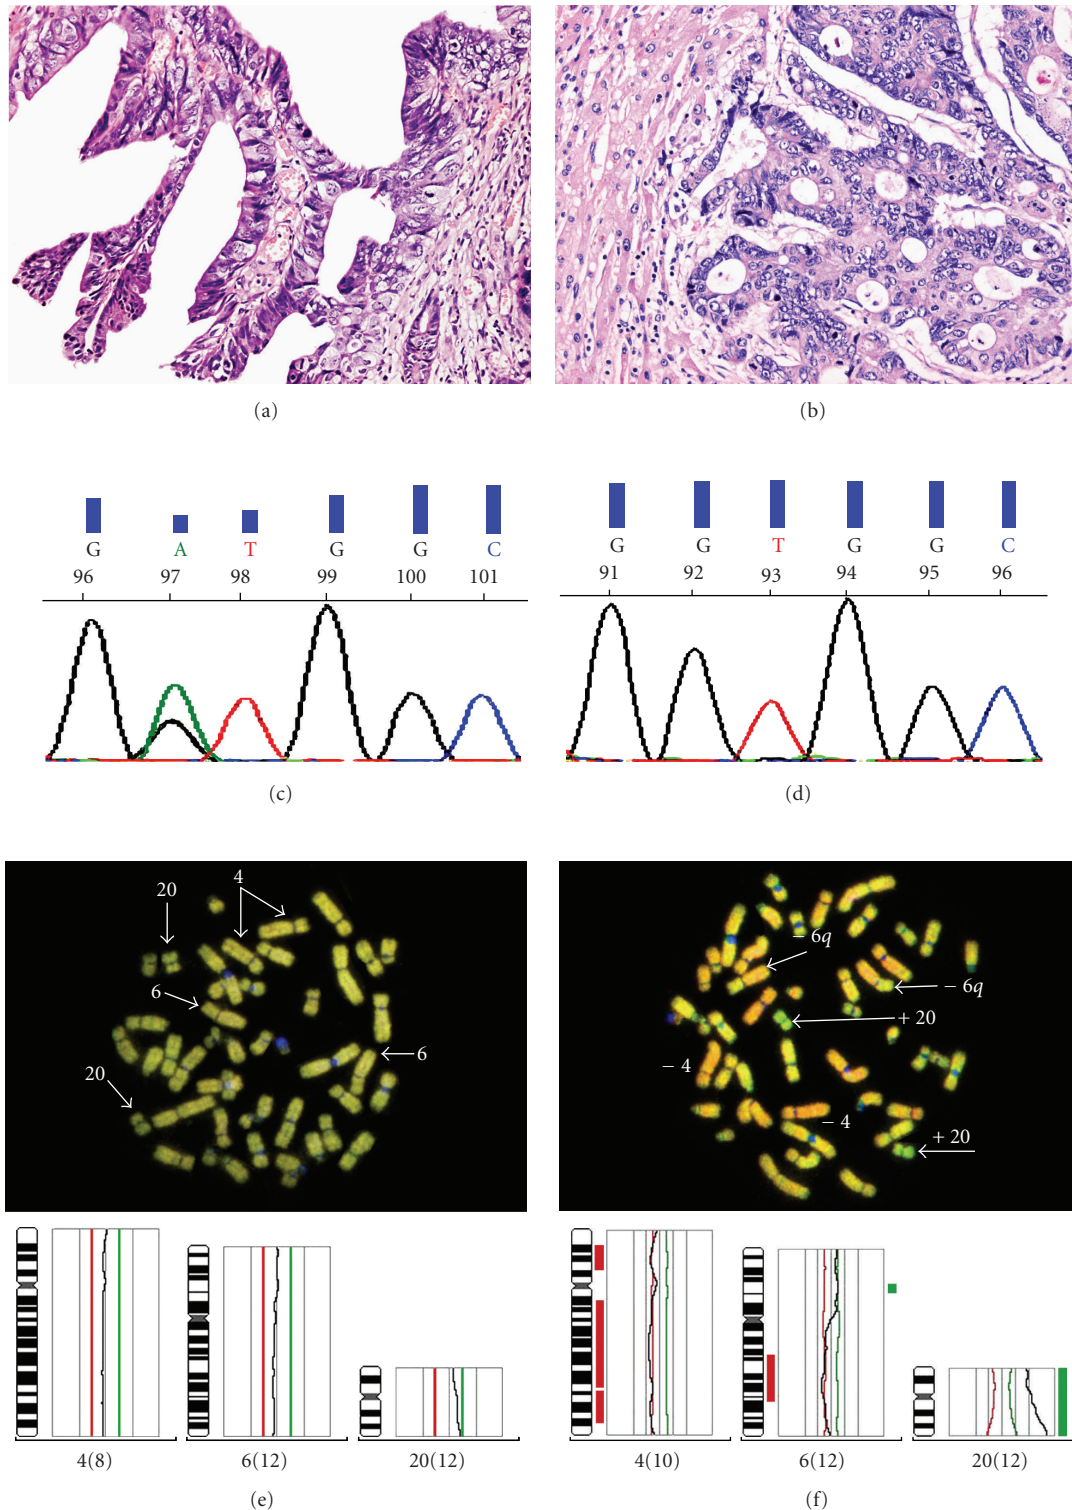 (a)
(b)
G A T G G C
96 97 98 99 100 101
(c)
G G T G G C
91 92 93 94 95 96
(d)
20
4
6
6
20
− 6q
− 6q
+ 20
− 4
− 4
+ 20
4(8)
6(12)
20(12)
(e)
4(10)
6(12)
20(12)
(f)